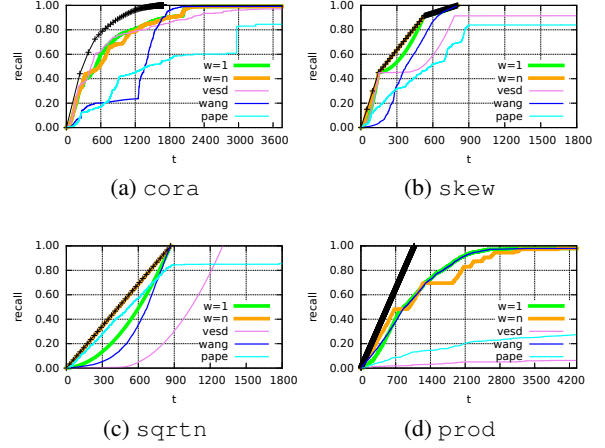 1.00
0.80
0.60
0.40
0.20
0.00
recall
w=1
w=n
vesd
wang
pape
0 600 1200 1800 2400 3000 3600
t
(a) cora
1.00
0.80
0.60
0.40
0.20
0.00
recall
w=1
w=n
vesd
wang
pape
0 300 600 900 1200 1500 1800
t
(b) skew
1.00
0.80
0.60
0.40
0.20
0.00
recall
w=1
w=n
vesd
wang
pape
0 300 600 900 1200 1500 1800
t
(c) sqrtn
1.00
0.80
0.60
0.40
0.20
0.00
recall
w=1
w=n
vesd
wang
pape
0 700 1400 2100 2800 3500 4200
t
(d) prod